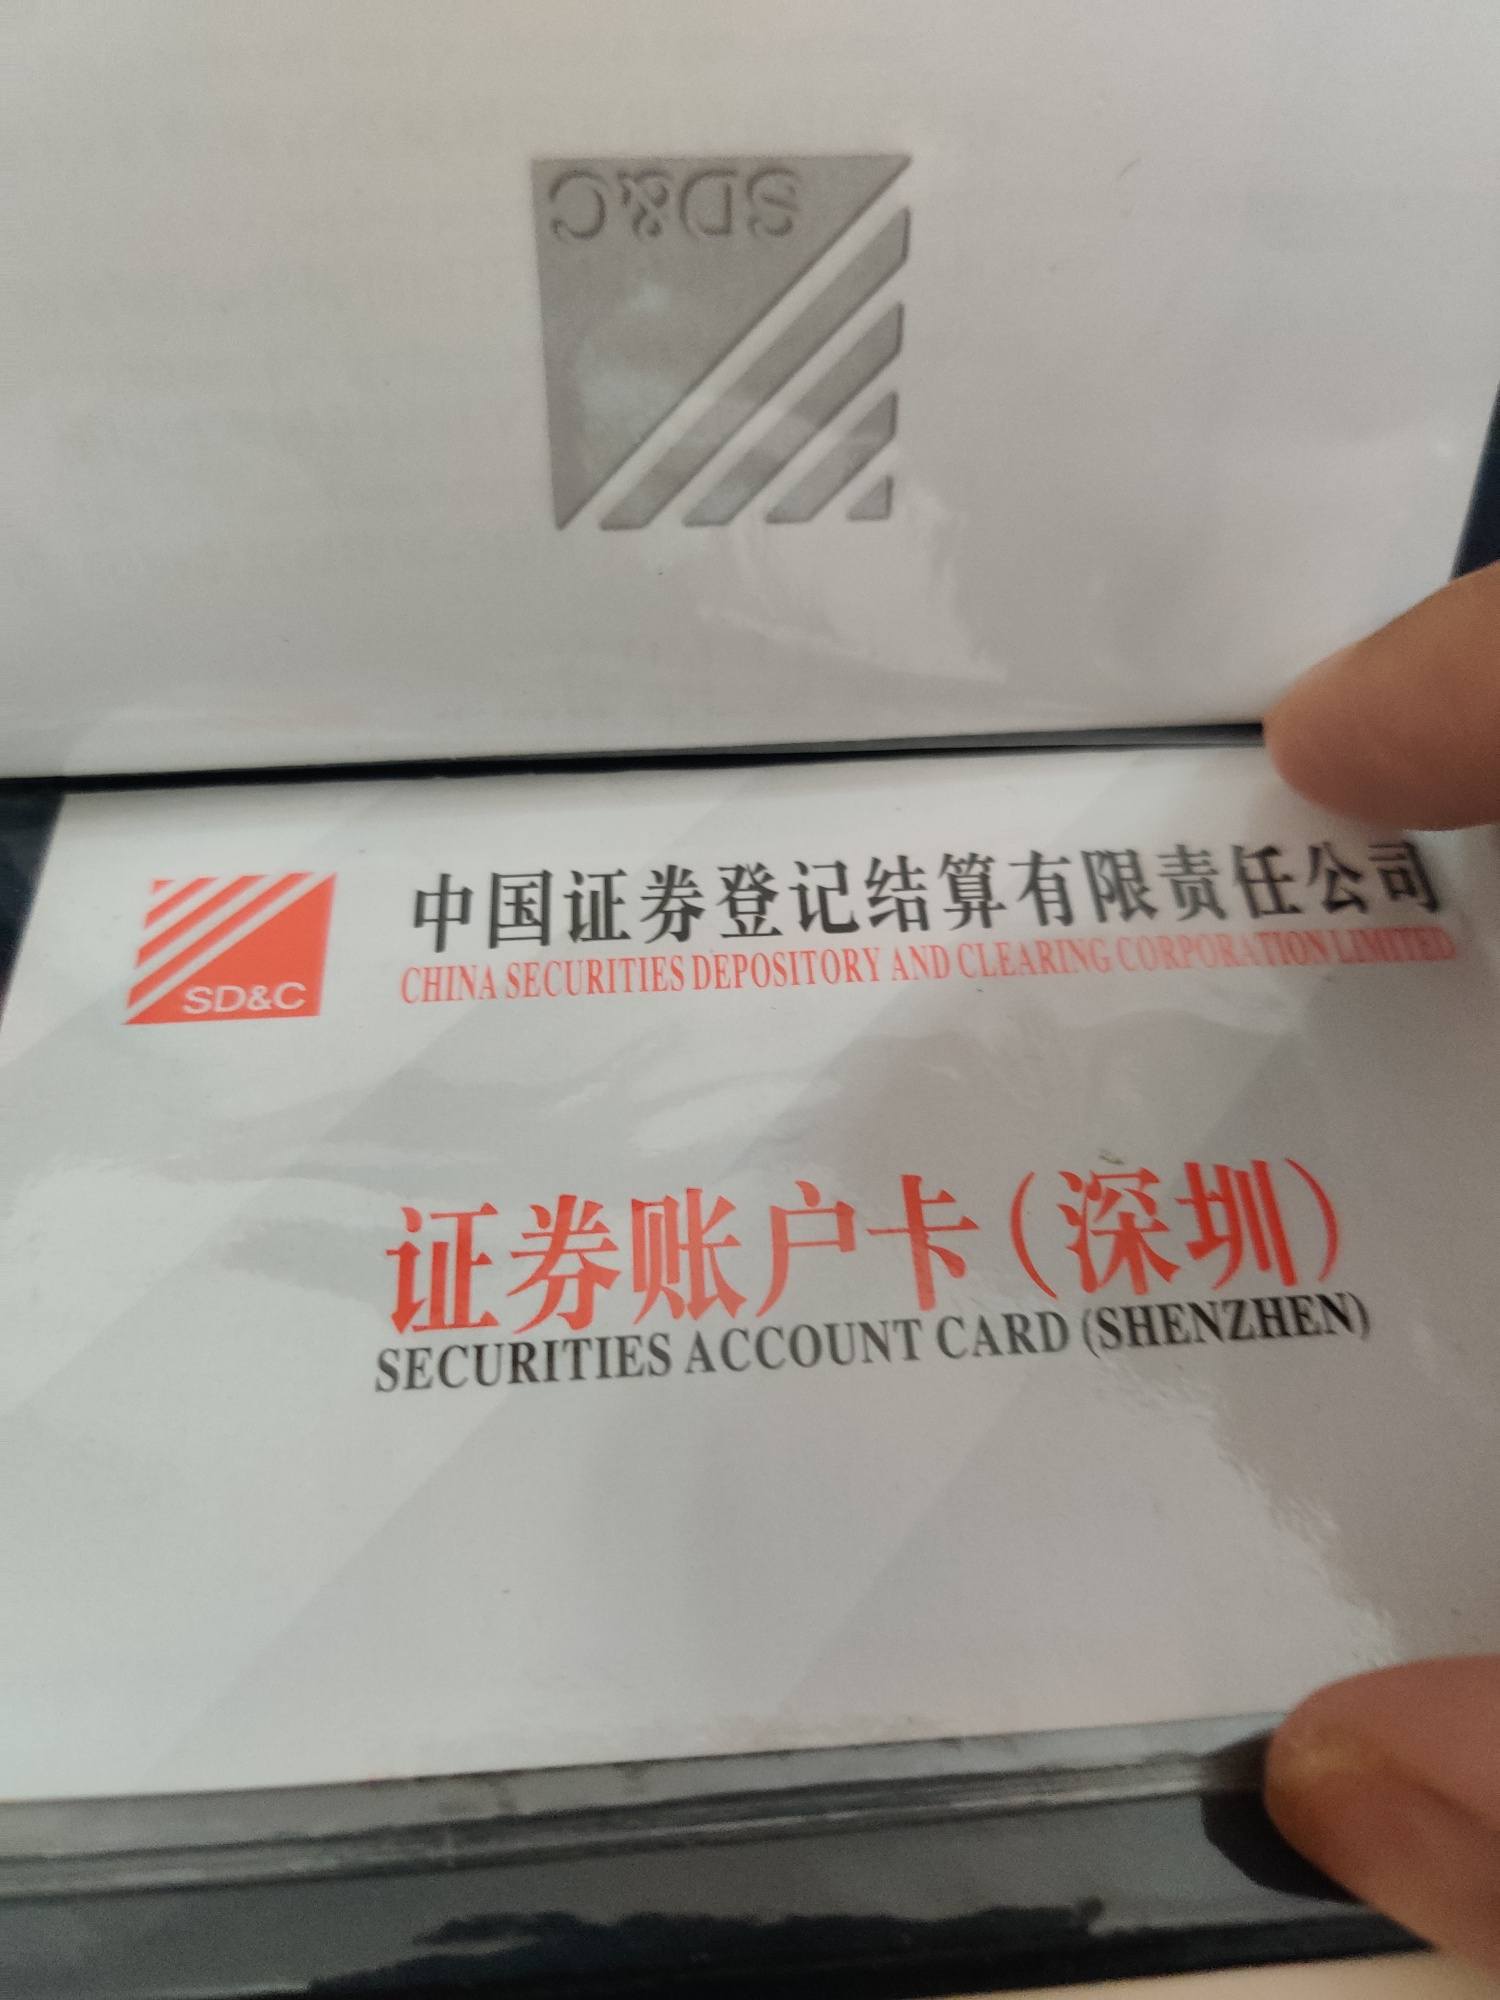 SD&C
中国证券登记结算有限责任公司
CHINA SECURITIES DEPOSITORY AND CLEARING CORPORATION LIMITED
SD&C
证券账户卡(深圳)
SECURITIES ACCOUNT CARD (SHENZHEN)